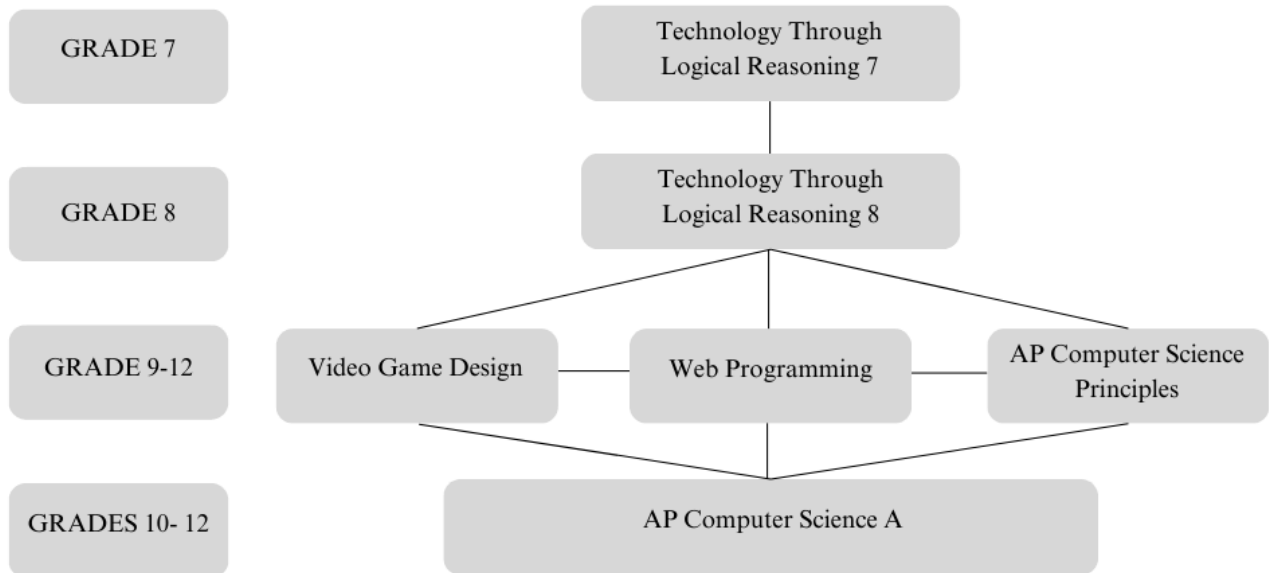 GRADE 7
Technology Through
Logical Reasoning 7
GRADE 8
Technology Through
Logical Reasoning 8
GRADE 9-12
Video Game Design
Web Programming
AP Computer Science
Principles
GRADES 10- 12
AP Computer Science A